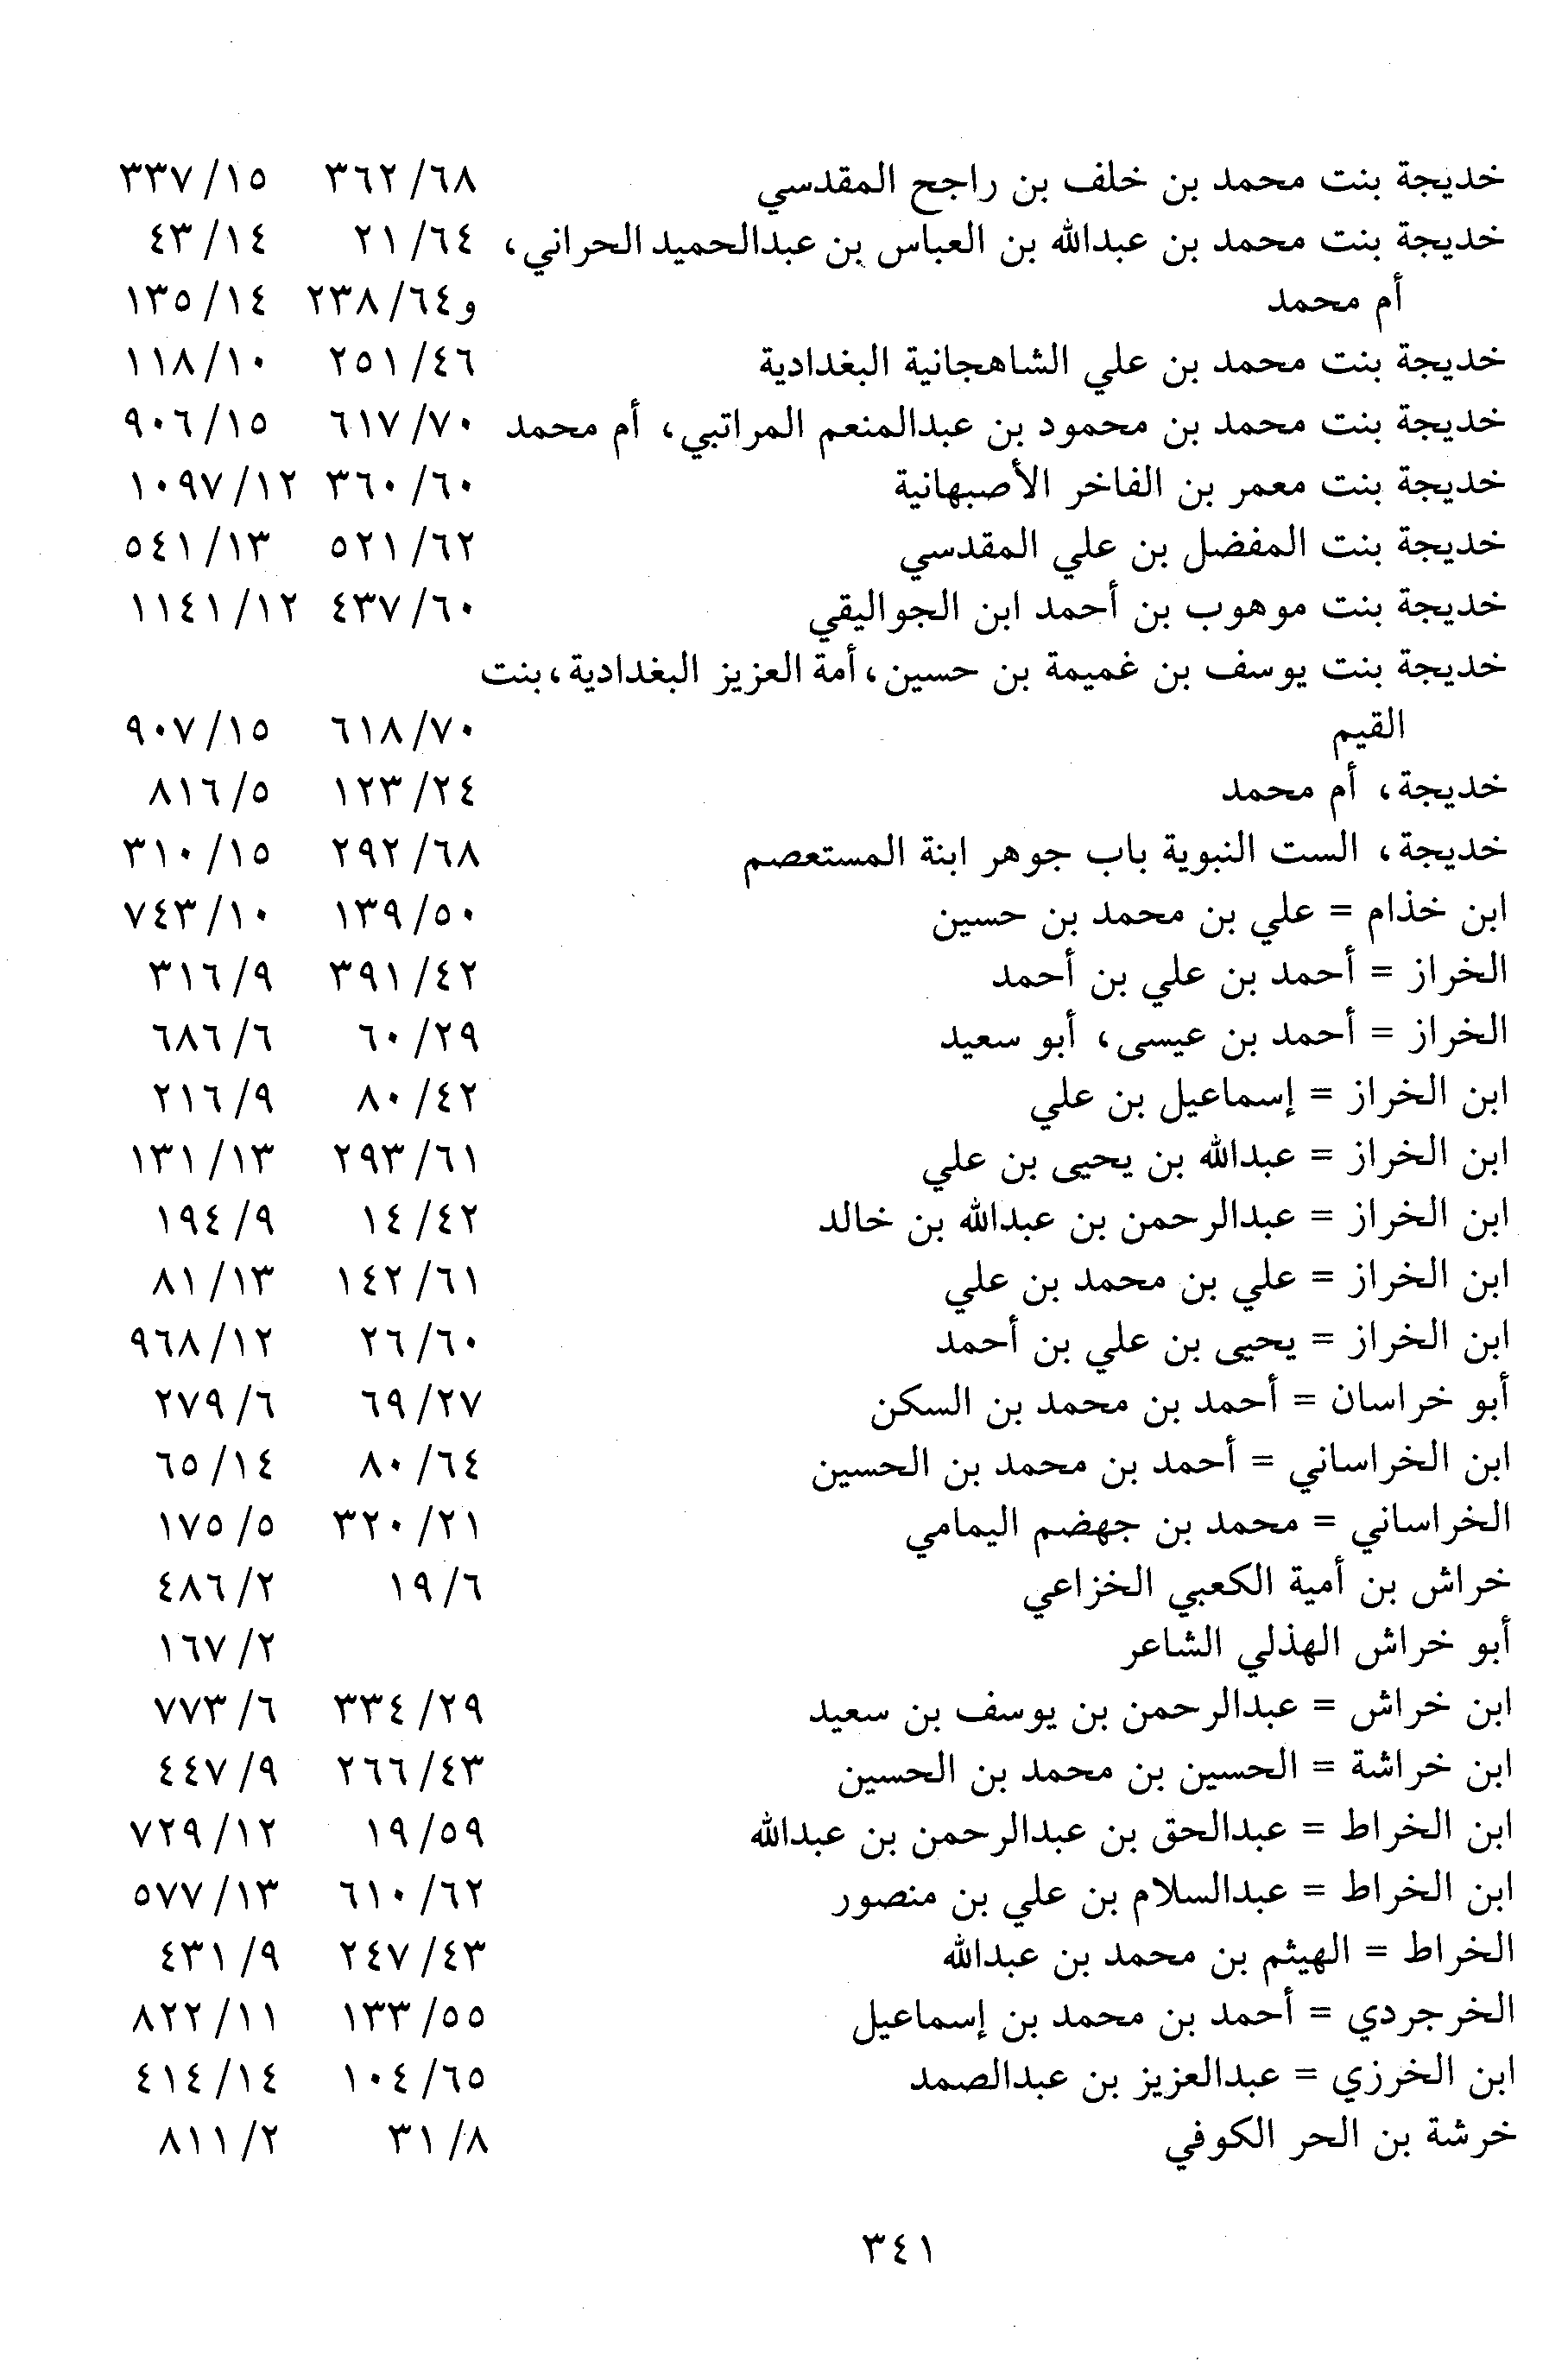 خديجة بنت محمد بن خلف بن راجح المقدسي ٦٨/ ٣٦٢ ١٥/ ٣٣٧
خديجة بنت محمد بن عبدالله بن العباس بن عبدالحميد الحراني، ٦٤/ ٢١ ١٤/ ٤٣
أم محمد و٦٤/ ٢٣٨ ١٤/ ١٣٥
خديجة بنت محمد بن علي الشاهجانية البغدادية ٤٦/ ٢٥١ ١٠/ ١١٨
خديجة بنت محمد بن محمود بن عبدالمنعم المراتبي، أم محمد ٧٠/ ٦١٧ ١٥/ ٩٠٦
خديجة بنت معمر بن الفاخر الأصبهانية ٦٠/ ٣٦٠ ١٢/ ١٠٩٧
خديجة بنت المفضل بن علي المقدسي ٦٢/ ٥٢١ ١٣/ ٥٤١
خديجة بنت موهوب بن أحمد ابن الجواليقي ٦٠/ ٤٣٧ ١٢/ ١١٤١
خديجة بنت يوسف بن غميمة بن حسين، أمة العزيز البغدادية، بنت
القيم ٧٠/ ٦١٨ ١٥/ ٩٠٧
خديجة، أم محمد ٢٤/ ١٢٣ ٥/ ٨١٦
خديجة، الست النبوية باب جوهر ابنة المستعصم ٦٨/ ٢٩٢ ١٥/ ٣١٠
ابن خذام = علي بن محمد بن حسين ٥٠/ ١٣٩ ١٠/ ٧٤٣
الخراز = أحمد بن علي بن أحمد ٤٢/ ٣٩١ ٩/ ٣١٦
الخراز = أحمد بن عيسى، أبو سعيد ٢٩/ ٦٠ ٦/ ٦٨٦
ابن الخراز = إسماعيل بن علي ٤٢/ ٨٠ ٩/ ٢١٦
ابن الخراز = عبدالله بن يحيى بن علي ٦١/ ٢٩٣ ١٣/ ١٣١
ابن الخراز = عبدالرحمن بن عبدالله بن خالد ٤٢/ ١٤ ٩/ ١٩٤
ابن الخراز = علي بن محمد بن علي ٦١/ ١٤٢ ١٣/ ٨١
ابن الخراز = يحيى بن علي بن أحمد ٦٠/ ٢٦ ١٢/ ٩٦٨
أبو خراسان = أحمد بن محمد بن السكن ٢٧/ ٦٩ ٦/ ٢٧٩
ابن الخراساني = أحمد بن محمد بن الحسين ٦٤/ ٨٠ ١٤/ ٦٥
الخراساني = محمد بن جهضم اليمامي ٢١/ ٣٢٠ ٥/ ١٧٥
خراش بن أمية الكعبي الخزاعي ٦/ ١٩ ٢/ ٤٨٦
أبو خراش الهذلي الشاعر ٢/ ١٦٧
ابن خراش = عبدالرحمن بن يوسف بن سعيد ٢٩/ ٣٣٤ ٦/ ٧٧٣
ابن خراشة = الحسين بن محمد بن الحسين ٤٣/ ٢٦٦ ٩/ ٤٤٧
ابن الخراط = عبدالحق بن عبدالرحمن بن عبدالله ٥٩/ ١٩ ١٢/ ٧٢٩
ابن الخراط = عبدالسلام بن علي بن منصور ٦٢/ ٦١٠ ١٣/ ٥٧٧
الخراط = الهيثم بن محمد بن عبدالله ٤٣/ ٢٤٧ ٩/ ٤٣١
الخرجردي = أحمد بن محمد بن إسماعيل ٥٥/ ١٣٣ ١١/ ٨٢٢
ابن الخرزي = عبدالعزيز بن عبدالصمد ٦٥/ ١٠٤ ١٤/ ٤١٤
خرشة بن الحر الكوفي ٨/ ٣١ ٢/ ٨١١
٣٤١